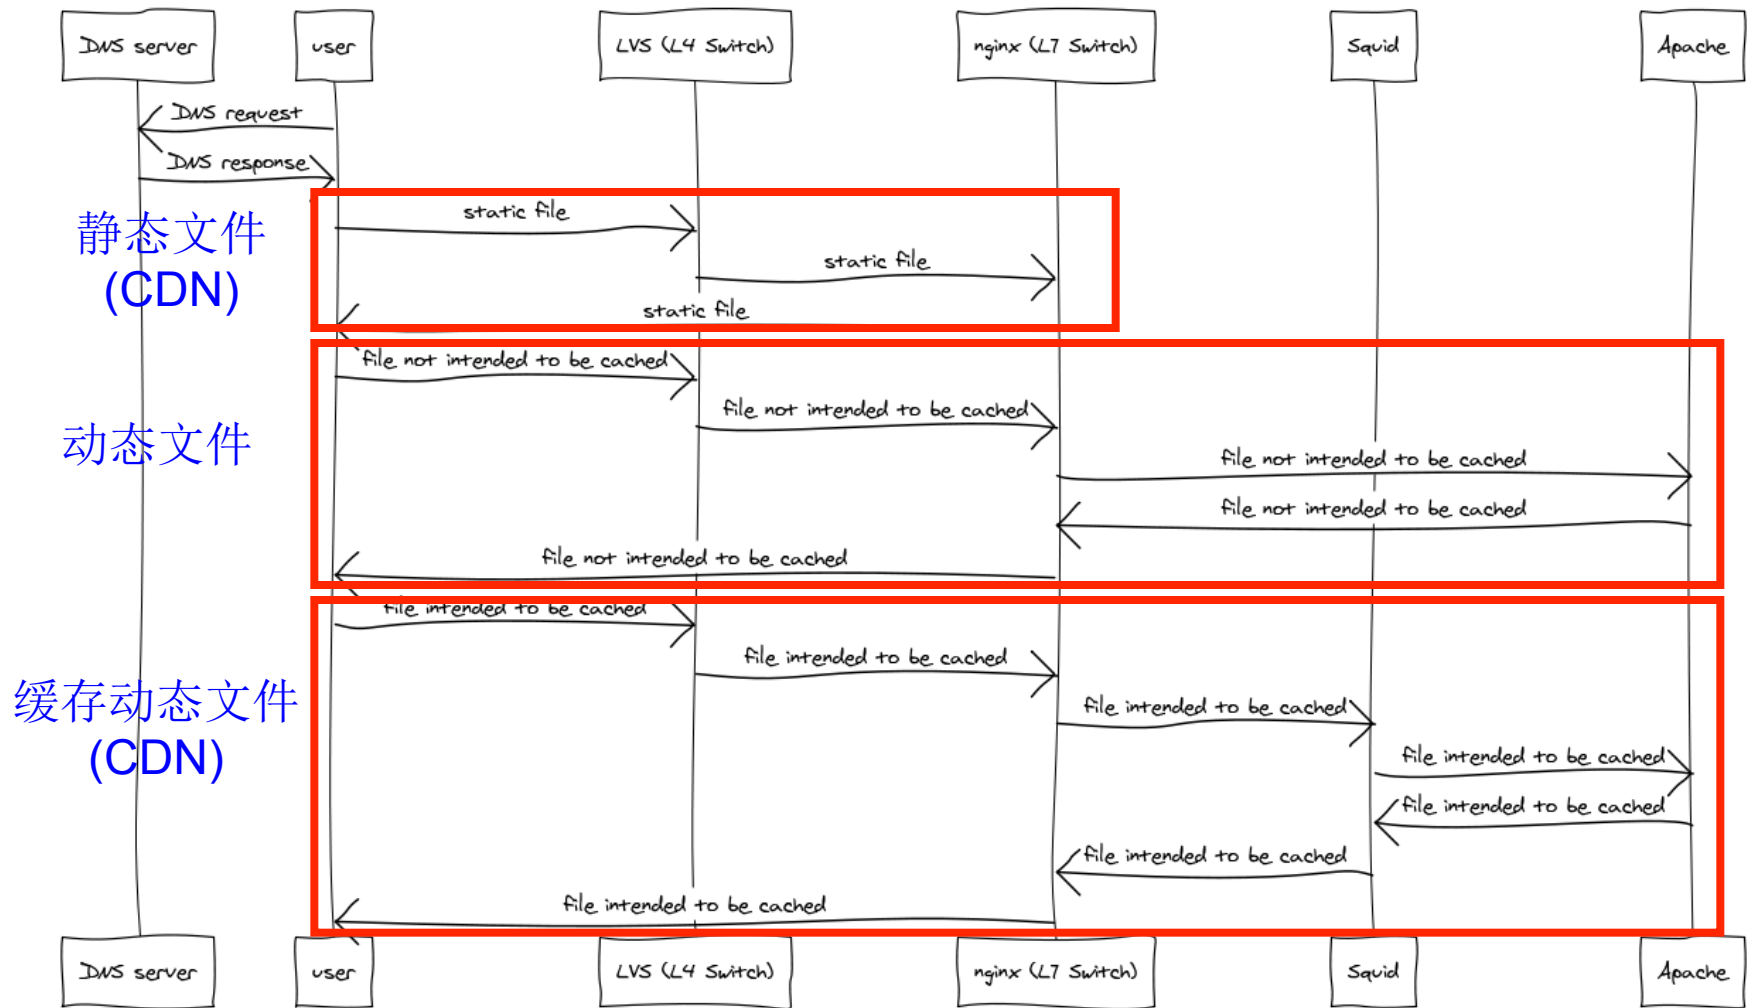 DNS server
user
LVS (L4 Switch)
nginx (L7 Switch)
Squid
Apache
DNS request
DNS response
静态文件
(CDN)
static file
static file
static file
动态文件
file not intended to be cached
file not intended to be cached
file not intended to be cached
file not intended to be cached
file not intended to be cached
缓存动态文件
(CDN)
file intended to be cached
file intended to be cached
file intended to be cached
file intended to be cached
file intended to be cached
file intended to be cached
file intended to be cached
DNS server
user
LVS (L4 Switch)
nginx (L7 Switch)
Squid
Apache